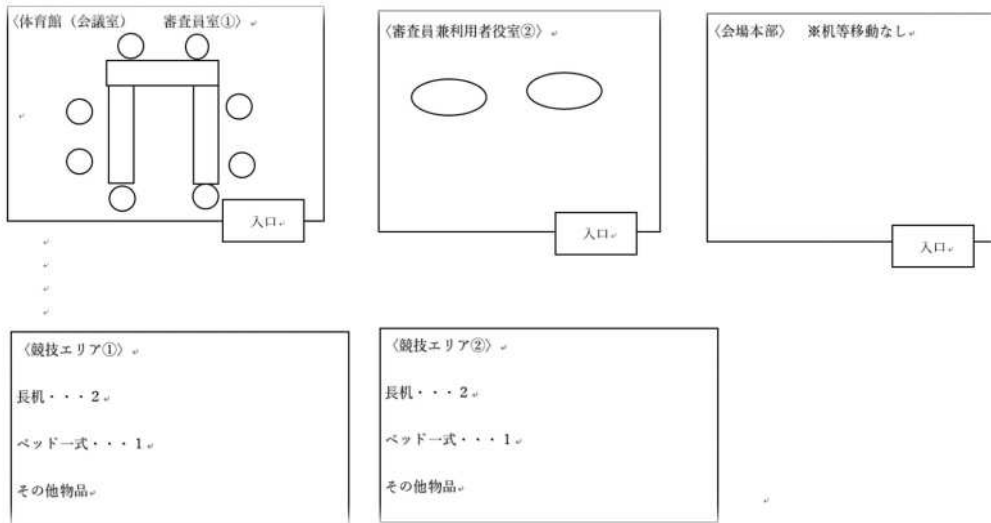 〈体育館（会議室） 審査員室①〉
入口
〈審査員兼利用者役室②〉
入口
〈会場本部〉 ※机等移動なし
入口
〈競技エリア①〉
長机・・・２
ベッド一式・・・１
その他物品
〈競技エリア②〉
長机・・・２
ベッド一式・・・１
その他物品